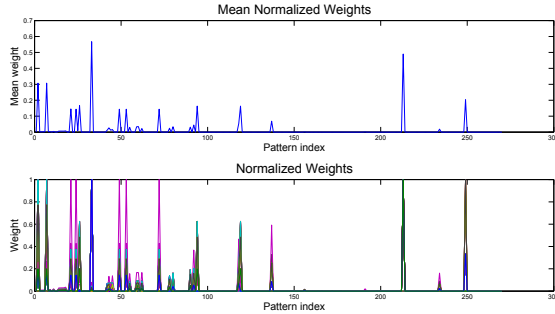 Mean Normalized Weights
0.7
0.6
0.5
0.4
0.3
0.2
0.1
0
Mean weight
0 50 100 150 200 250 300
Pattern index
Normalized Weights
1
0.8
0.6
0.4
0.2
0
Weight
0 50 100 150 200 250 300
Pattern index